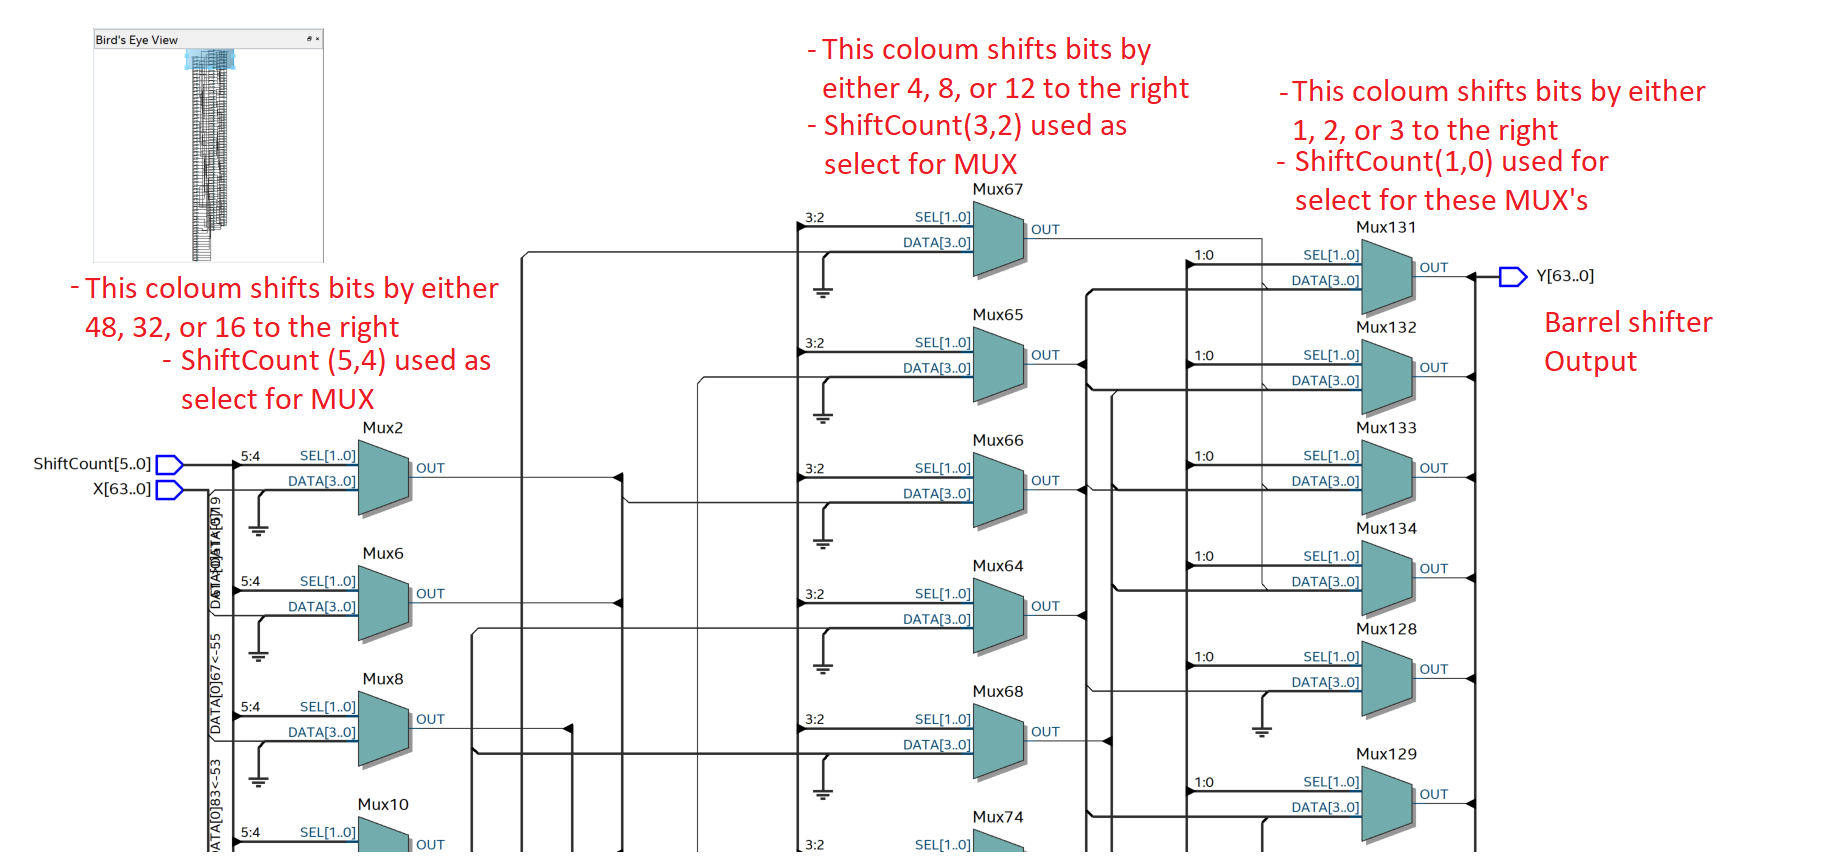 Bird's Eye View
- This coloum shifts bits by
either 4, 8, or 12 to the right
- ShiftCount(3,2) used as
select for MUX
-This coloum shifts bits by either
1, 2, or 3 to the right
- ShiftCount(1,0) used for
select for these MUX's
- This coloum shifts bits by either
48, 32, or 16 to the right
- ShiftCount (5,4) used as
select for MUX
ShiftCount[5..0]
X[63..0]
5:4
Mux2
SEL[1..0]
DATA[3..0]
OUT
5:4
Mux6
SEL[1..0]
DATA[3..0]
OUT
DATA[0]67<-55
5:4
Mux8
SEL[1..0]
DATA[3..0]
OUT
DATA[0]83<-53
5:4
Mux10
SEL[1..0]
OUT
Mux67
3:2
SEL[1..0]
DATA[3..0]
OUT
Mux65
3:2
SEL[1..0]
DATA[3..0]
OUT
Mux66
3:2
SEL[1..0]
DATA[3..0]
OUT
Mux64
3:2
SEL[1..0]
DATA[3..0]
OUT
Mux68
3:2
SEL[1..0]
DATA[3..0]
OUT
Mux74
3:2
SEL[1..0]
Mux131
1:0
SEL[1..0]
DATA[3..0]
OUT
Y[63..0]
Barrel shifter
Output
Mux132
1:0
SEL[1..0]
DATA[3..0]
OUT
Mux133
1:0
SEL[1..0]
DATA[3..0]
OUT
Mux134
1:0
SEL[1..0]
DATA[3..0]
OUT
Mux128
1:0
SEL[1..0]
DATA[3..0]
OUT
Mux129
1:0
SEL[1..0]
DATA[3..0]
OUT